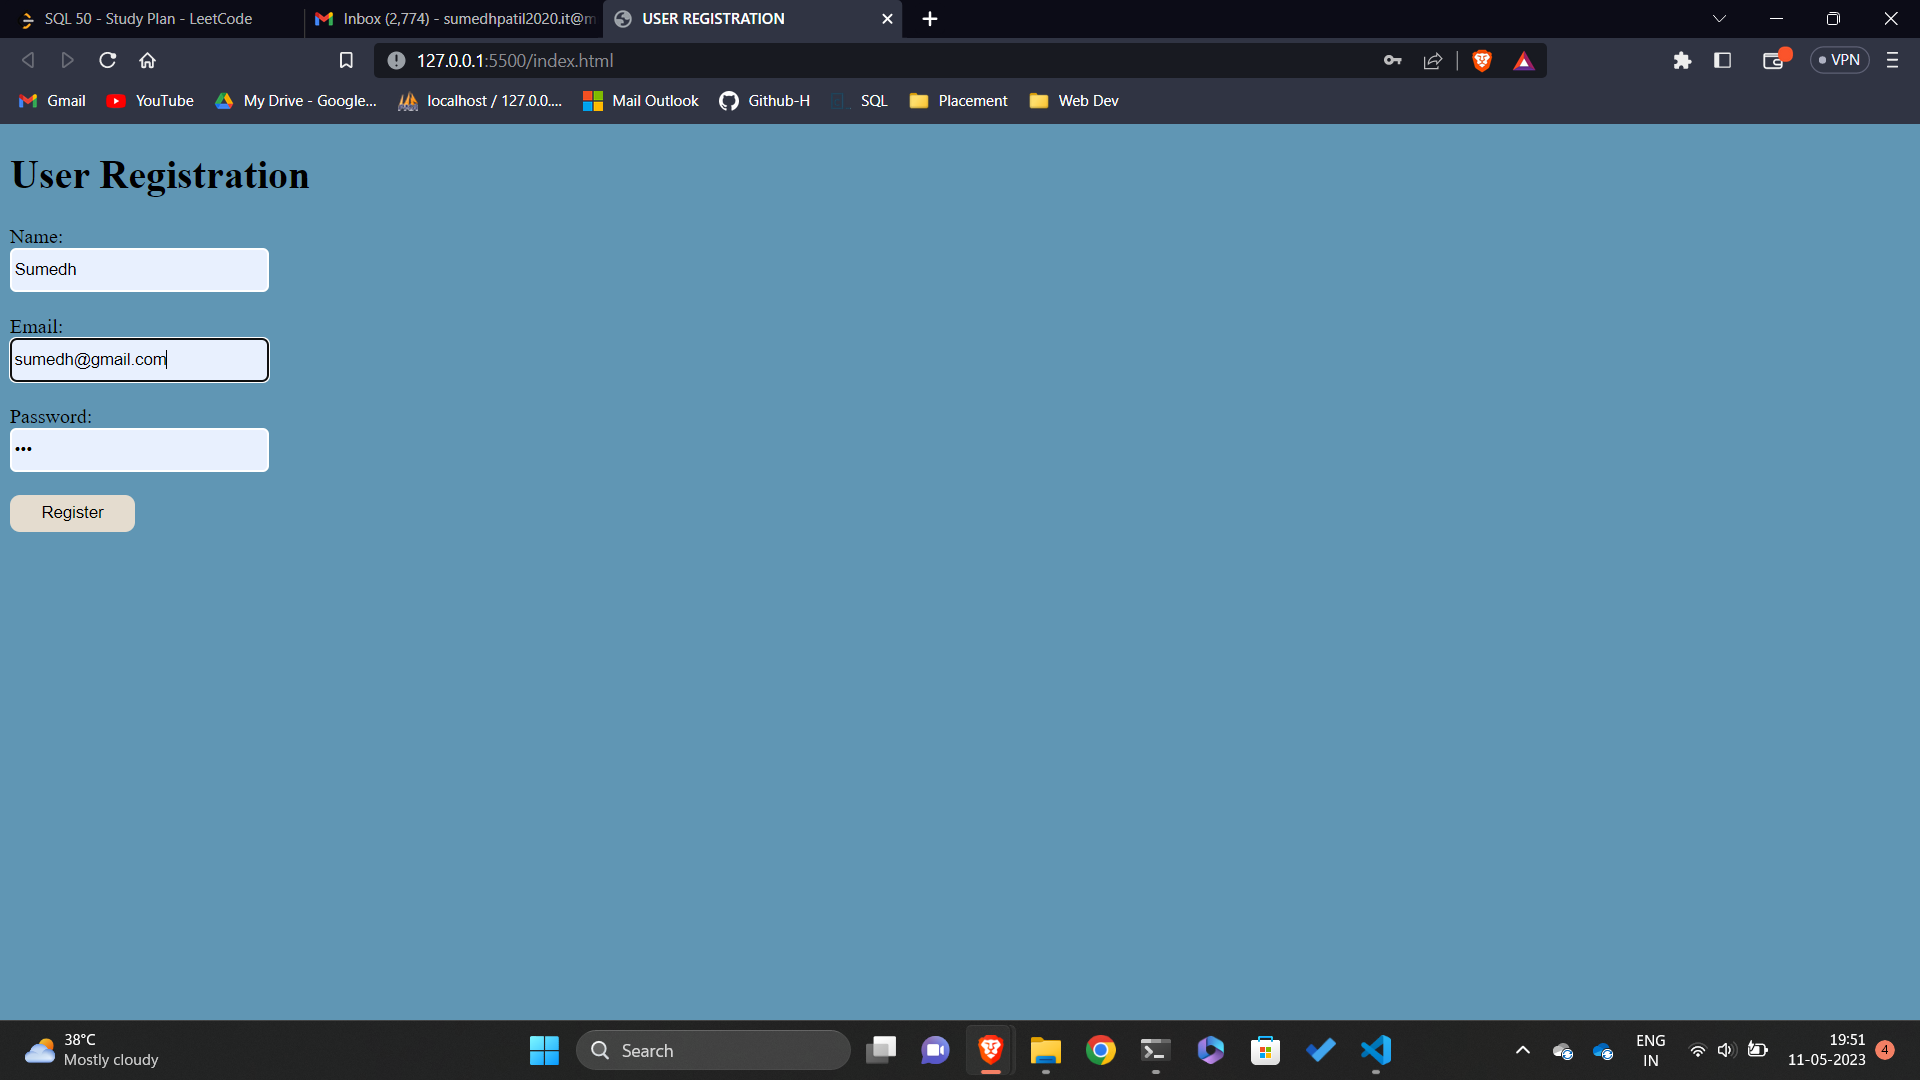 SQL 50 - Study Plan - LeetCode
Inbox (2,774) - sumedhpatil2020.it@m
USER REGISTRATION
127.0.0.1:5500/index.html
VPN
Gmail
YouTube
My Drive - Google...
localhost / 127.0.0....
Mail Outlook
Github-H
SQL
Placement
Web Dev
User Registration
Name:
Sumedh
Email:
sumedh@gmail.com
Password:
•••
Register
38°C
Mostly cloudy
Search
ENG
IN
19:51
11-05-2023
4